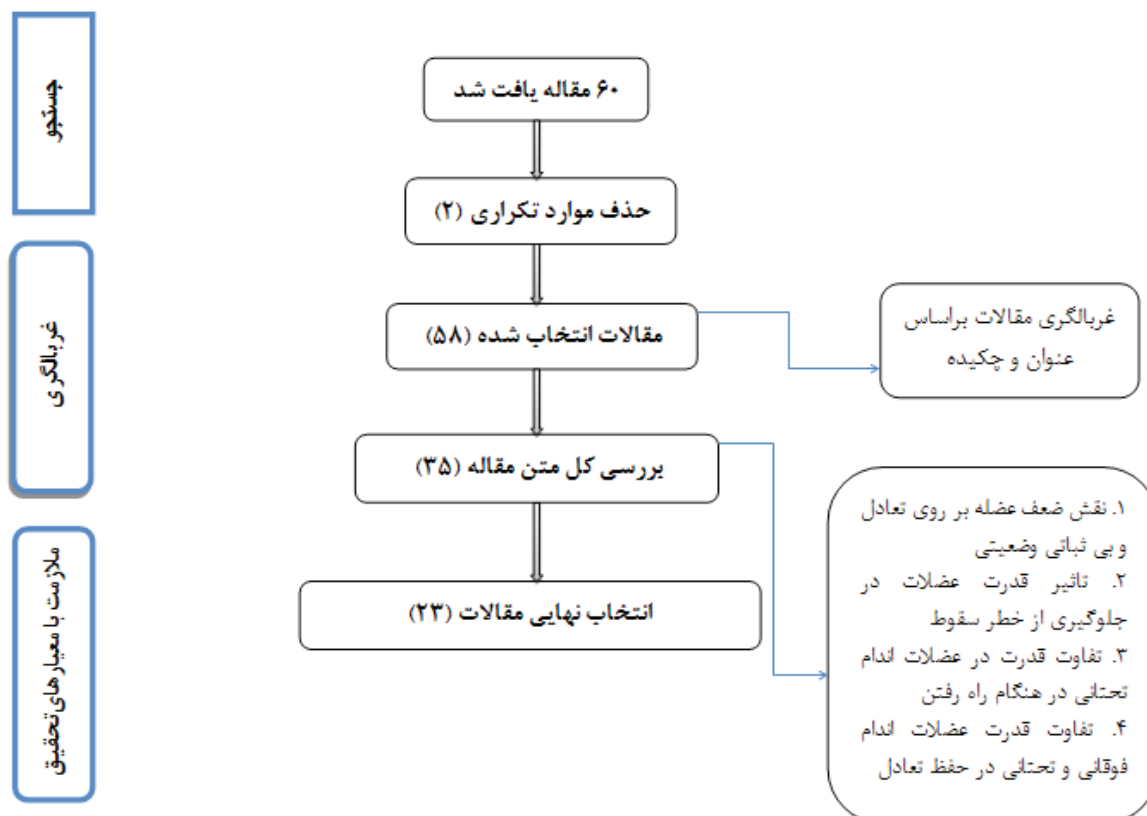 جستجو
۶۰ مقاله یافت شد
حذف موارد تکراری (۲)
غربالگری
مقالات انتخاب شده (۵۸)
غربالگری مقالات براساس
عنوان و چکیده
بررسی کل متن مقاله (۳۵)
۱. نقش ضعف عضله بر روی تعادل
و بی ثباتی وضعیتی
۲. تاثیر قدرت عضلات در
جلوگیری از خطر سقوط
۳. تفاوت قدرت در عضلات اندام
تحتانی در هنگام راه رفتن
۴. تفاوت قدرت عضلات اندام
فوقانی و تحتانی در حفظ تعادل
ملازمت با معیارهای تحقیق
انتخاب نهایی مقالات (۲۳)